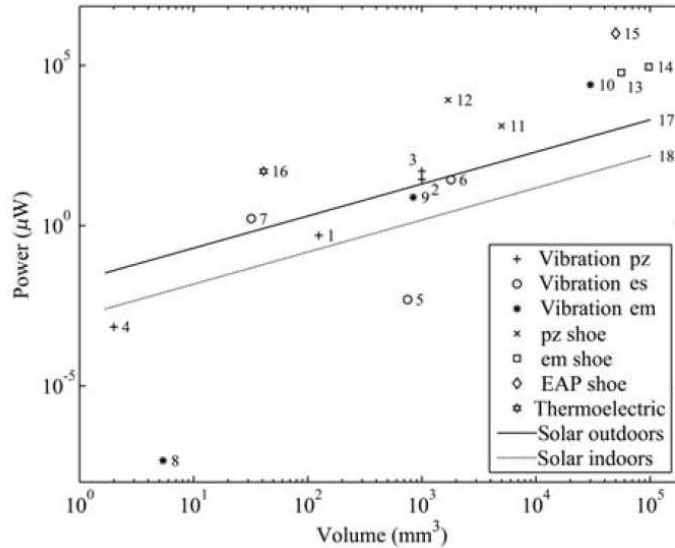 10^5
10^0
10^-5
Power (µW)
15
14
13
10
12
11
17
16
3
18
6
2
9
7
1
5
4
8
Vibration pz
Vibration es
Vibration em
pz shoe
em shoe
EAP shoe
Thermoelectric
Solar outdoors
Solar indoors
10^0 10^1 10^2 10^3 10^4 10^5
Volume (mm^3)